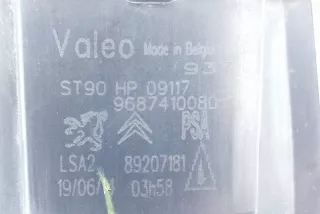 Valeo Made in Belgium
93
ST90 HP 09117
9687410080
PSA
LSA2 89207181
19/06/ 03h58